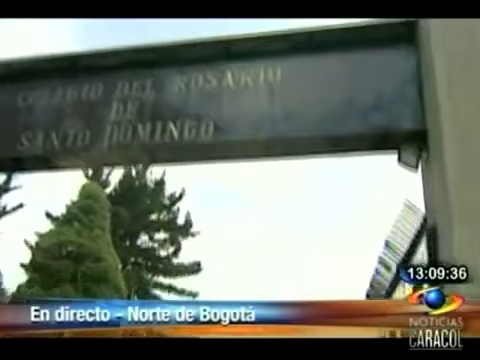 COLEGIO DEL ROSARIO
DE
SANTO DOMINGO
13:09:36
En directo - Norte de Bogotá
NOTICIAS
CARACOL